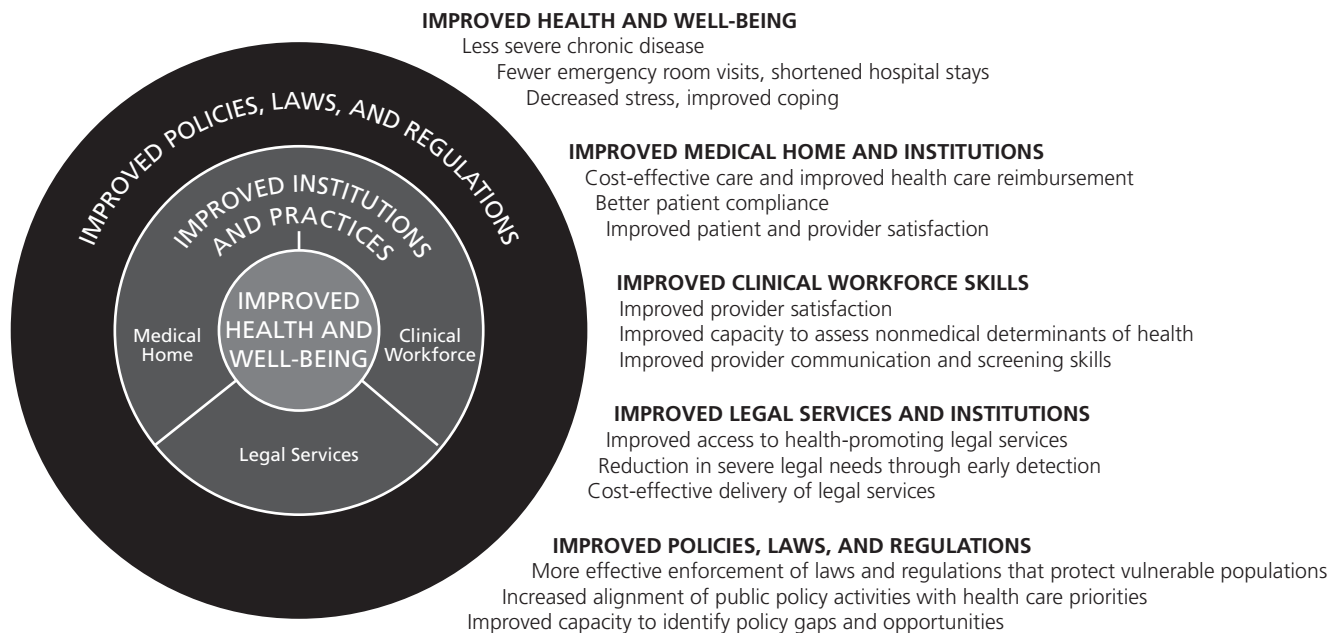 IMPROVED POLICIES, LAWS, AND REGULATIONS
IMPROVED INSTITUTIONS
AND PRACTICES
IMPROVED
HEALTH AND
WELL-BEING
Medical
Home
Clinical
Workforce
Legal Services
IMPROVED HEALTH AND WELL-BEING
Less severe chronic disease
Fewer emergency room visits, shortened hospital stays
Decreased stress, improved coping
IMPROVED MEDICAL HOME AND INSTITUTIONS
Cost-effective care and improved health care reimbursement
Better patient compliance
Improved patient and provider satisfaction
IMPROVED CLINICAL WORKFORCE SKILLS
Improved provider satisfaction
Improved capacity to assess nonmedical determinants of health
Improved provider communication and screening skills
IMPROVED LEGAL SERVICES AND INSTITUTIONS
Improved access to health-promoting legal services
Reduction in severe legal needs through early detection
Cost-effective delivery of legal services
IMPROVED POLICIES, LAWS, AND REGULATIONS
More effective enforcement of laws and regulations that protect vulnerable populations
Increased alignment of public policy activities with health care priorities
Improved capacity to identify policy gaps and opportunities